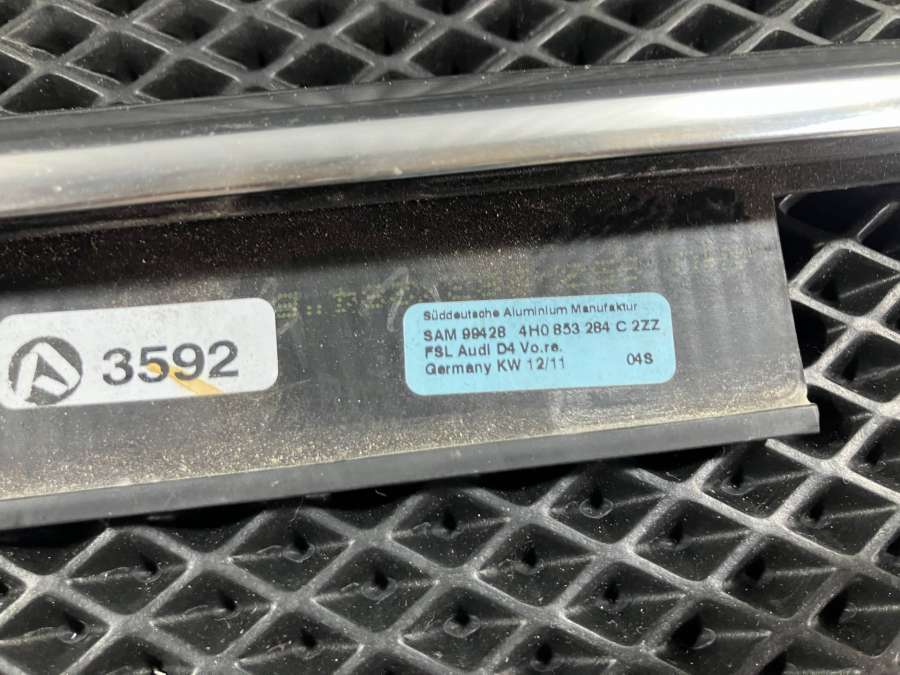 3592
Süddeutsche Aluminium Manufaktur
SAM 99428 4H0 853 284 C 2ZZ
FSL Audi D4 Vo.re.
Germany KW 12/11 04S